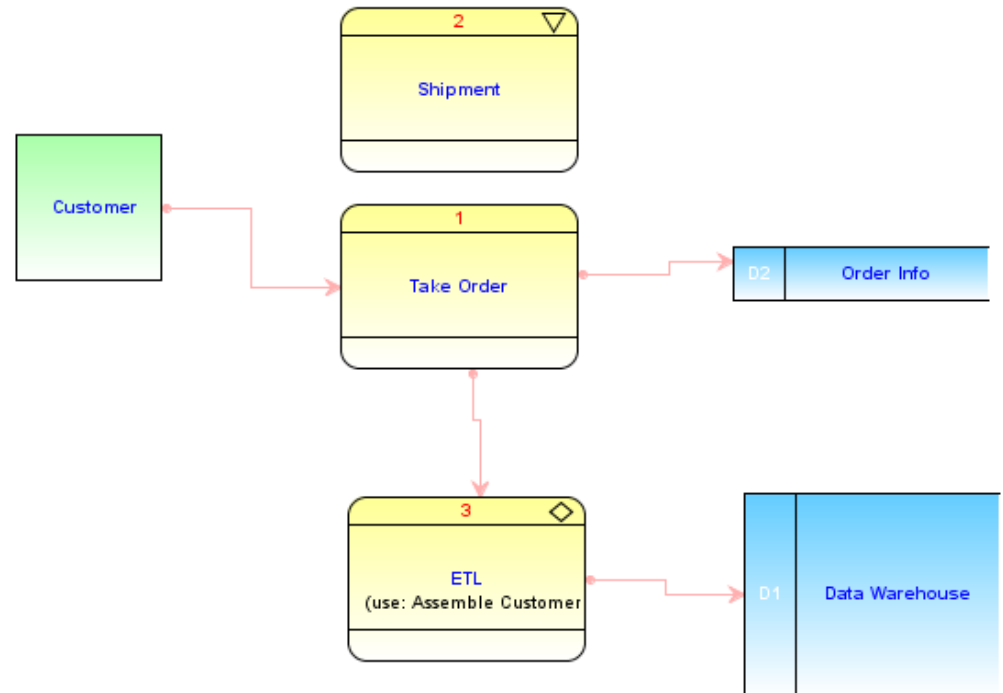 2
Shipment
Customer
1
Take Order
D2
Order Info
3
ETL
(use: Assemble Customer
D1
Data Warehouse